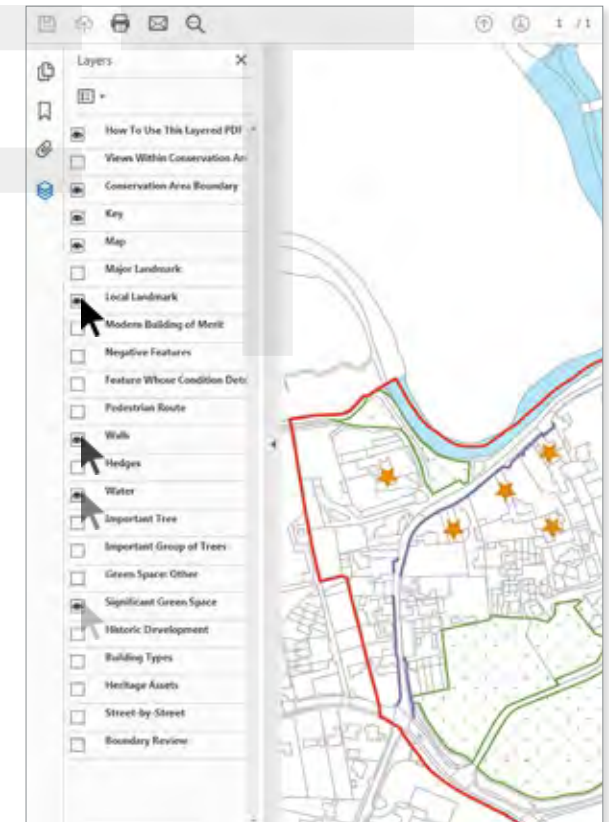 1 / 1
Layers
How To Use This Layered PDF
Views Within Conservation Are
Conservation Area Boundary
Key
Map
Major Landmark
Local Landmark
Modern Building of Merit
Negative Features
Feature Whose Condition Detr
Pedestrian Route
Walls
Hedges
Water
Important Tree
Important Group of Trees
Green Space: Other
Significant Green Space
Historic Development
Building Types
Heritage Assets
Street-by-Street
Boundary Review